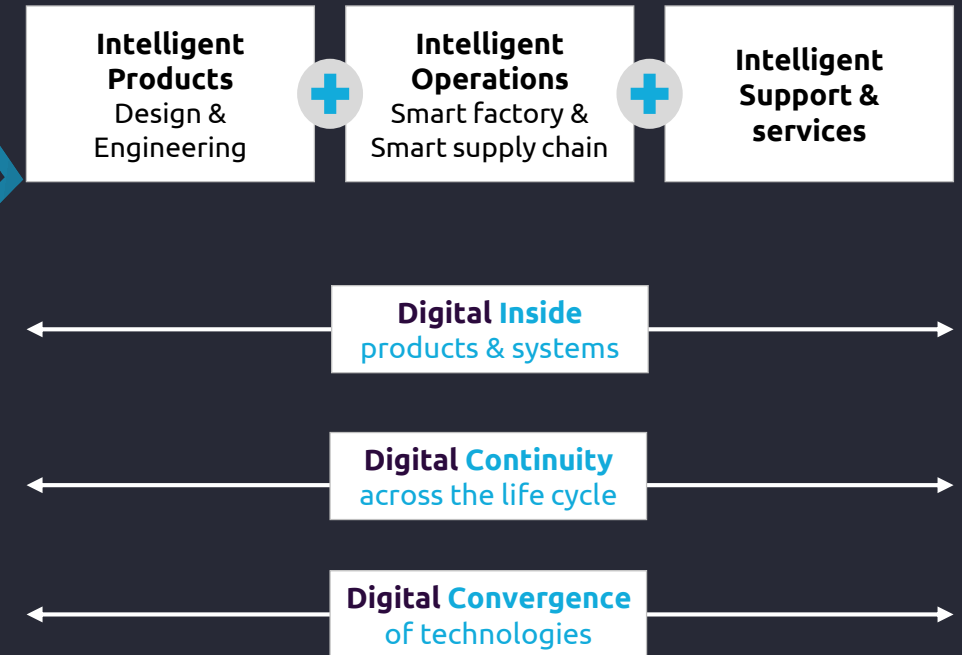 Intelligent
Products
Design &
Engineering
Intelligent
Operations
Smart factory &
Smart supply chain
Intelligent
Support &
services
Digital Inside
products & systems
Digital Continuity
across the life cycle
Digital Convergence
of technologies